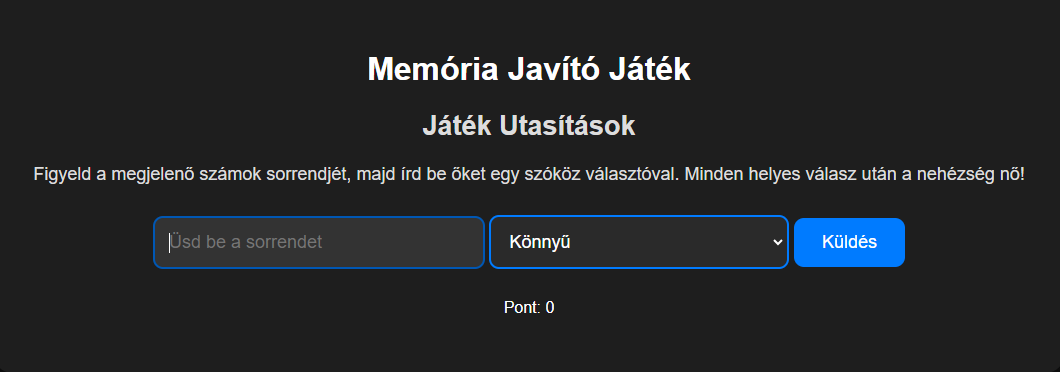 Memória Javító Játék
Játék Utasítások
Figyeld a megjelenő számok sorrendjét, majd írd be őket egy szóköz választóval. Minden helyes válasz után a nehézség nő!
Üsd be a sorrendet Könnyű Küldés
Pont: 0